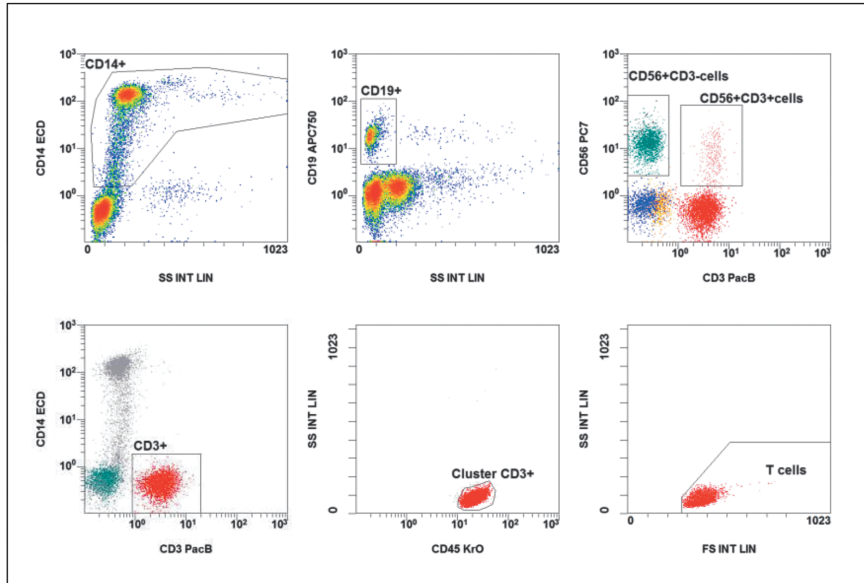 10³
CD14+
10²
10¹
10⁰
CD14 ECD
0
1023
SS INT LIN
10³
CD19+
10²
10¹
10⁰
CD19 APC750
0
1023
SS INT LIN
10³
CD56+CD3-cells
CD56+CD3+cells
10²
10¹
10⁰
CD56 PC7
10⁰
10¹
10²
10³
CD3 PacB
10³
10²
10¹
10⁰
CD14 ECD
CD3+
10⁰
10¹
10²
10³
CD3 PacB
1023
SS INT LIN
0
Cluster CD3+
10⁰
10¹
10²
10³
CD45 KrO
1023
SS INT LIN
0
T cells
0
1023
FS INT LIN